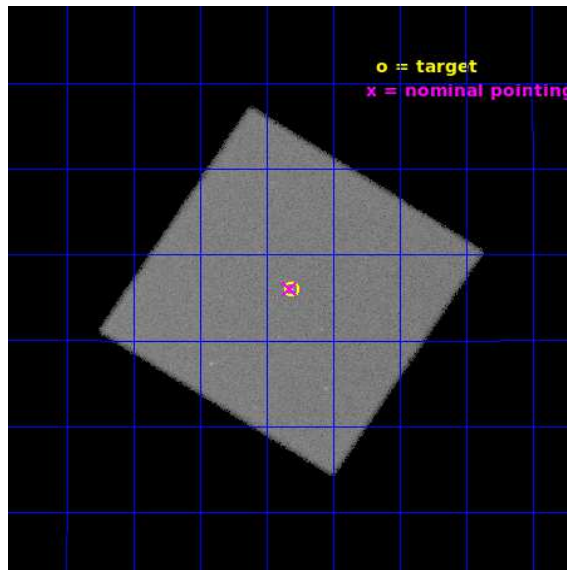 o = target
x = nominal pointing